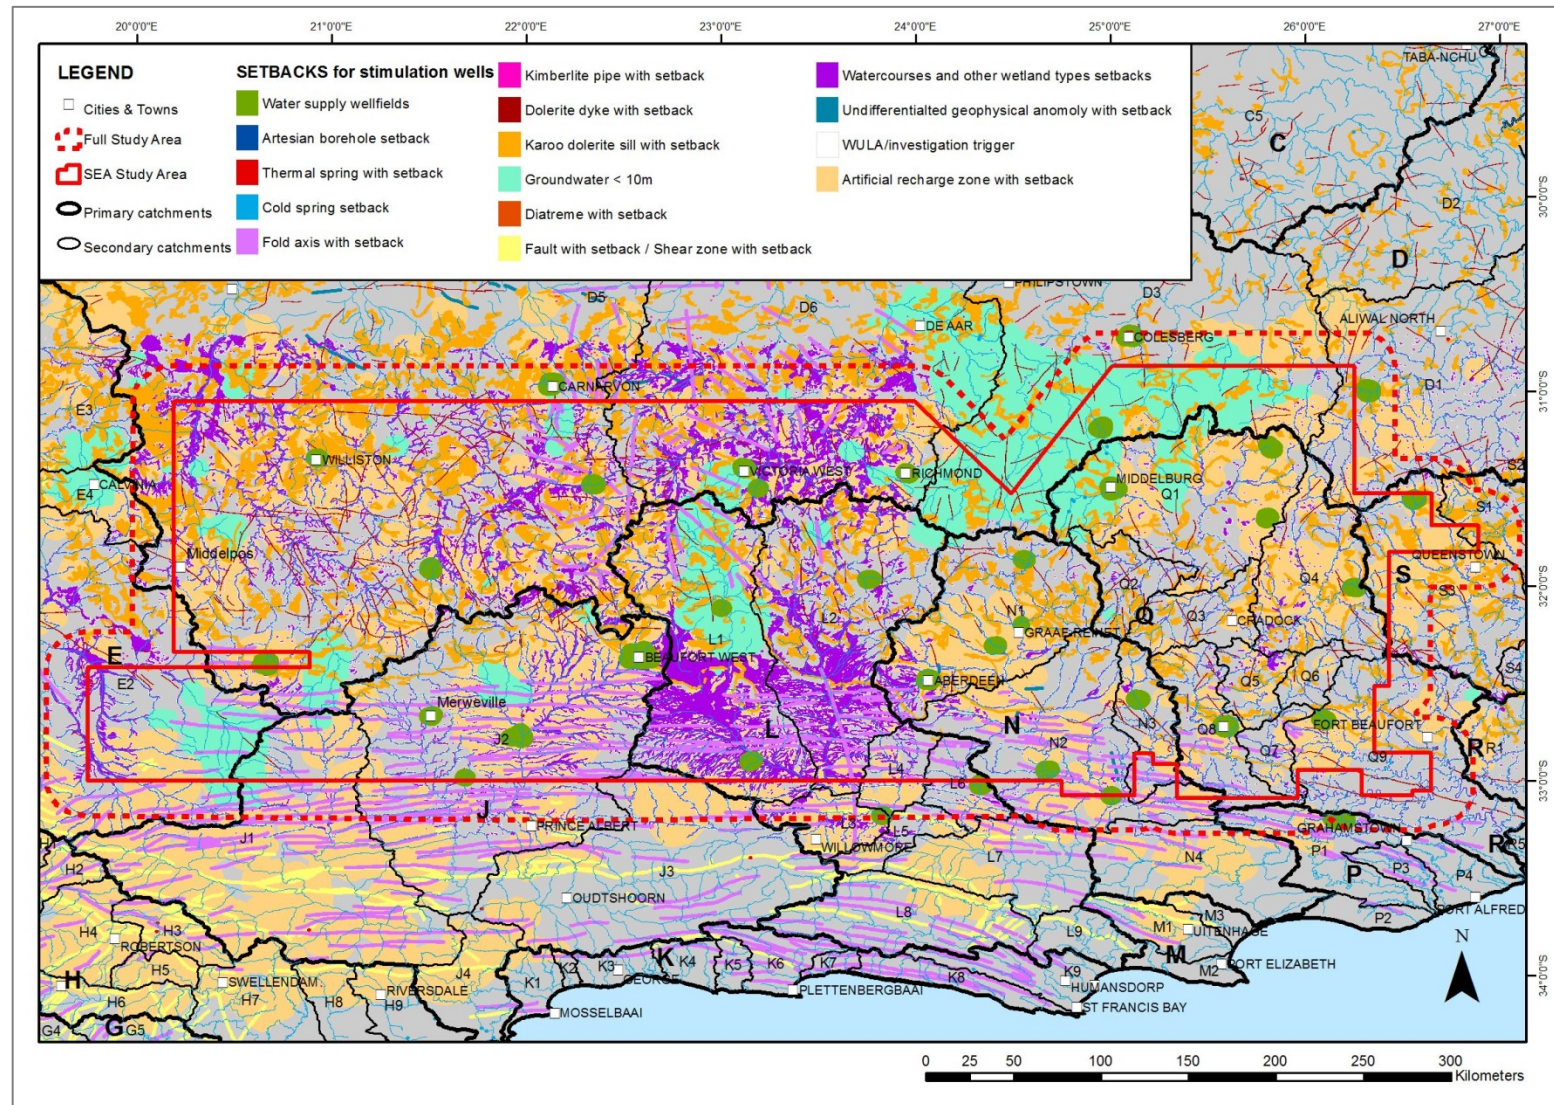 20°0'0"E 21°0'0"E 22°0'0"E 23°0'0"E 24°0'0"E 25°0'0"E 26°0'0"E 27°0'0"E
LEGEND
Cities & Towns
Full Study Area
SEA Study Area
Primary catchments
Secondary catchments
SETBACKS for stimulation wells
Water supply wellfields
Artesian borehole setback
Thermal spring with setback
Cold spring setback
Fold axis with setback
Kimberlite pipe with setback
Dolerite dyke with setback
Karoo dolerite sill with setback
Groundwater < 10m
Diatreme with setback
Fault with setback / Shear zone with setback
Watercourses and other wetland types setbacks
Undifferentialted geophysical anomoly with setback
WULA/investigation trigger
Artificial recharge zone with setback
TABA-NCHU C4
C5
C
30°0'0"S
D2
D
D5 D6 PHILIPSTOWN D3
DE AAR COLESBERG ALIWAL NORTH
CARNARVON D1
31°0'0"S
E3
WILLISTON VICTORIA WEST RICHMOND
CALVINIA MIDDELBURG S2
E4 Q1 S1
Middelpos QUEENSTOWN
S
32°0'0"S
Q2 Q4 S3
L2 N1 Q Q3 CRADOCK
L1
BEAUFORT WEST S4
E ABERDEEN Q5 Q6
E2
Merweville L N N3 Q8 FORT BEAUFORT
J2 N2 Q7 R R1
L4 Q9
33°0'0"S
L6
J PRINCE ALBERT L3 GRAHAMSTOWN
J1 WILLOWMORE L5 P1 R R5
H1 H2 J3 L7 N4 P3
P P4
OUDTSHOORN PORT ALFRED
L8 M3 P2
H4 H3 M1 UITENHAGE
ROBERTSON L9 N
H5 J4 K2 K3 K K4 K5 K6 K7 M PORT ELIZABETH
H SWELLENDAM K1 GEORGE K8 K9 M2
34°0'0"S
H6 H7 H8 RIVERSDALE PLETTENBERGBAAI HUMANSDORP
H9
G4 G G5 MOSSELBAAI ST FRANCIS BAY
0 25 50 100 150 200 250 300
Kilometers